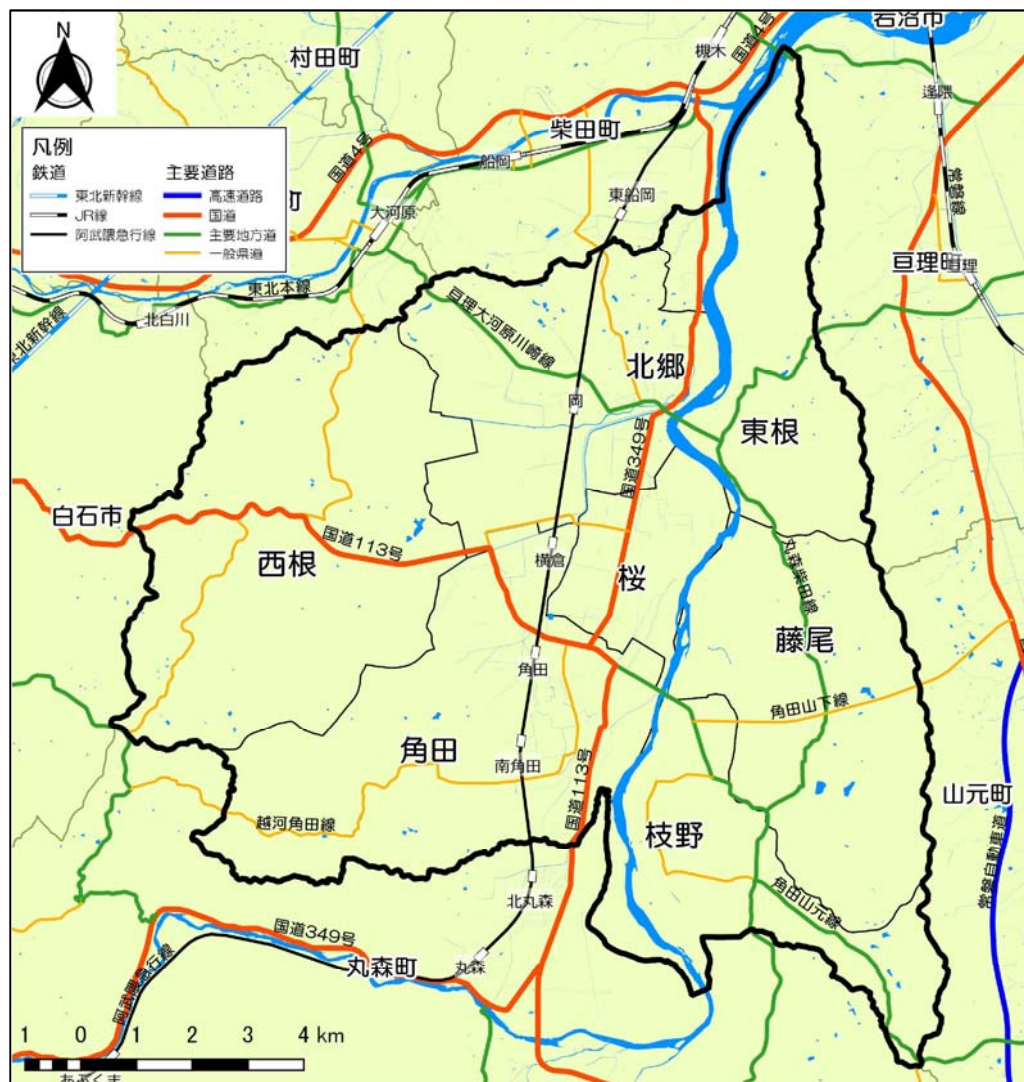 N
岩沼市
槻木
国道4号
村田町
逢隈
柴田町
凡例
鉄道
主要道路
東北新幹線
高速道路
JR線
国道
阿武隈急行線
主要地方道
一般県道
町
国道4号
船岡
大河原
東船岡
常磐線
亘理町
亘理
東北本線
北白川
東北新幹線
亘理大河原川崎線
北郷
岡
東根
国道349号
白石市
国道113号
西根
横倉
桜
丸森柴田線
藤尾
角田
角田山下線
角田
南角田
国道113号
山元町
越河角田線
枝野
常磐自動車道
北丸森
角田山元線
国道349号
丸森町
丸森
阿武隈急行線
1 0 1 2 3 4 km
あぶくま